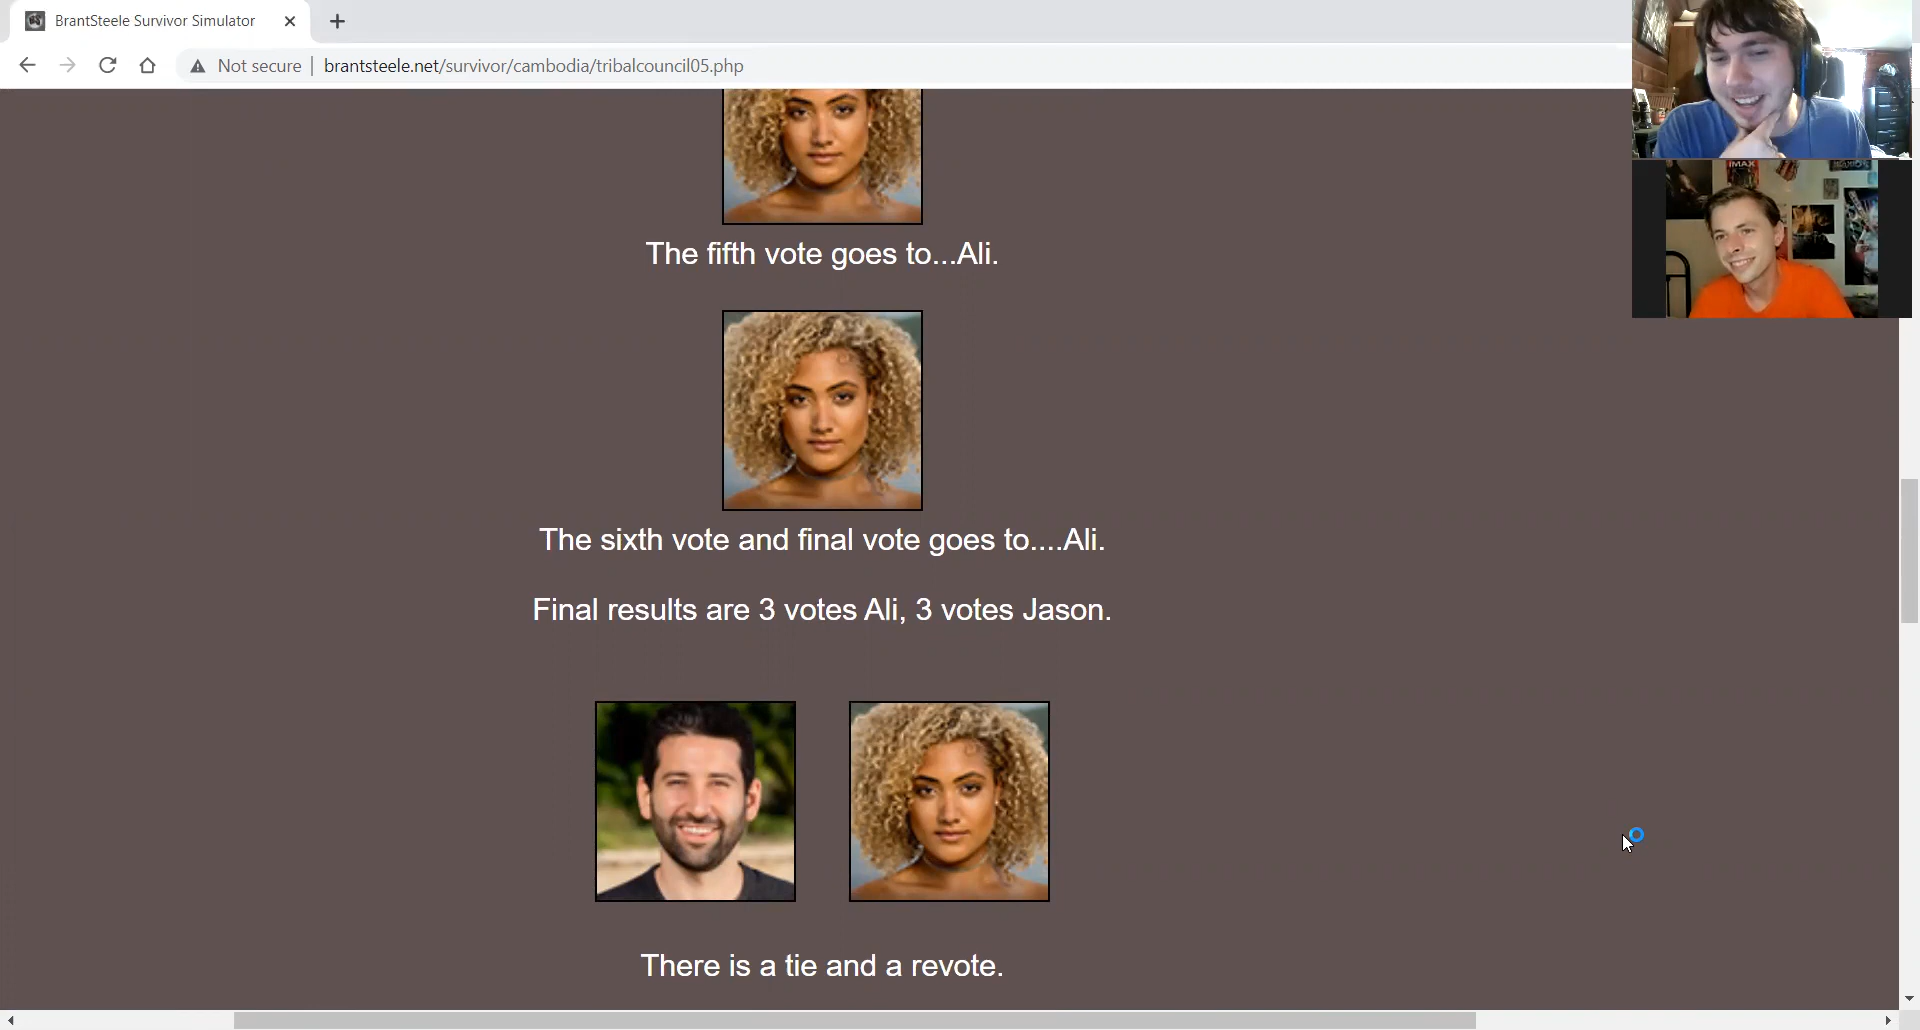 BrantSteele Survivor Simulator
Not secure
brantsteele.net/survivor/cambodia/tribalcouncil05.php
IMAX
The fifth vote goes to...Ali.
The sixth vote and final vote goes to....Ali.
Final results are 3 votes Ali, 3 votes Jason.
There is a tie and a revote.